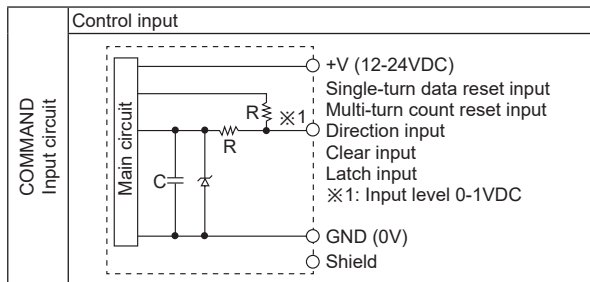 Control input
COMMAND
Input circuit
Main circuit
+V (12-24VDC)
Single-turn data reset input
Multi-turn count reset input
R
※1
Direction input
R
Clear input
C
Latch input
※1: Input level 0-1VDC
GND (0V)
Shield